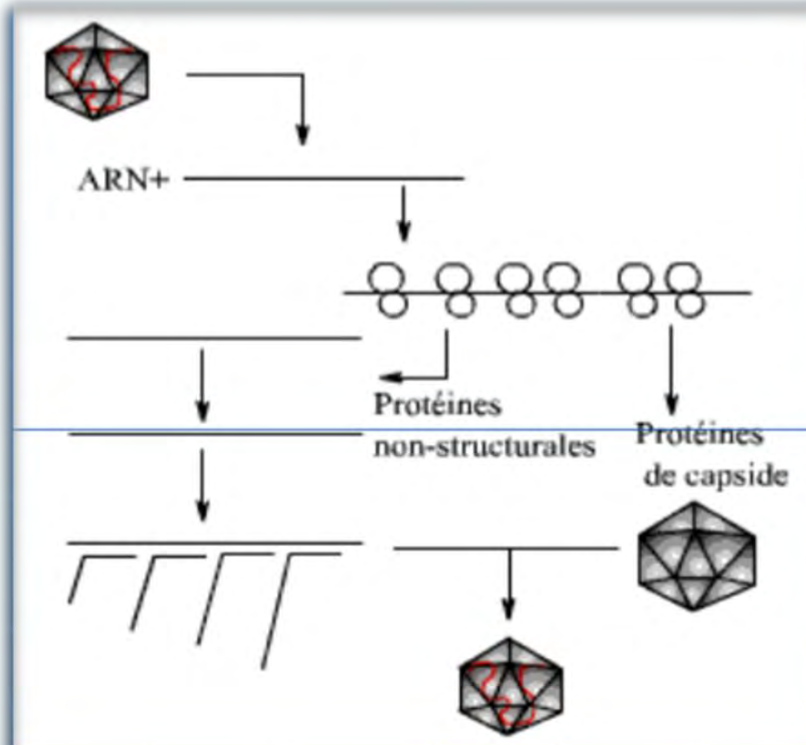 ARN+
Protéines
non-structurales
Protéines
de capside